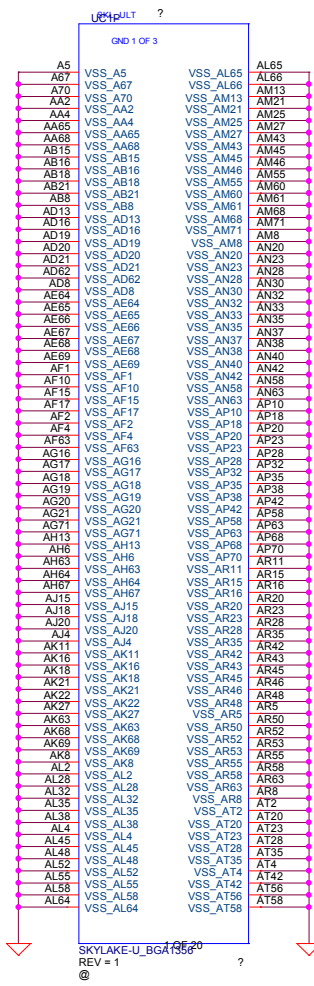 UC1P
SKL_ULT
?
GND 1 OF 3
A5 VSS_A5 VSS_AL65 AL65
A67 VSS_A67 VSS_AL66 AL66
A70 VSS_A70 VSS_AM13 AM13
AA2 VSS_AA2 VSS_AM21 AM21
AA4 VSS_AA4 VSS_AM25 AM25
AA65 VSS_AA65 VSS_AM27 AM27
AA68 VSS_AA68 VSS_AM43 AM43
AB15 VSS_AB15 VSS_AM45 AM45
AB16 VSS_AB16 VSS_AM46 AM46
AB18 VSS_AB18 VSS_AM55 AM55
AB21 VSS_AB21 VSS_AM60 AM60
AB8 VSS_AB8 VSS_AM61 AM61
AD13 VSS_AD13 VSS_AM68 AM68
AD16 VSS_AD16 VSS_AM71 AM71
AD19 VSS_AD19 VSS_AM8 AM8
AD20 VSS_AD20 VSS_AN20 AN20
AD21 VSS_AD21 VSS_AN23 AN23
AD62 VSS_AD62 VSS_AN28 AN28
AD8 VSS_AD8 VSS_AN30 AN30
AE64 VSS_AE64 VSS_AN32 AN32
AE65 VSS_AE65 VSS_AN33 AN33
AE66 VSS_AE66 VSS_AN35 AN35
AE67 VSS_AE67 VSS_AN37 AN37
AE68 VSS_AE68 VSS_AN38 AN38
AE69 VSS_AE69 VSS_AN40 AN40
AF1 VSS_AF1 VSS_AN42 AN42
AF10 VSS_AF10 VSS_AN58 AN58
AF15 VSS_AF15 VSS_AN63 AN63
AF17 VSS_AF17 VSS_AP10 AP10
AF2 VSS_AF2 VSS_AP18 AP18
AF4 VSS_AF4 VSS_AP20 AP20
AF63 VSS_AF63 VSS_AP23 AP23
AG16 VSS_AG16 VSS_AP28 AP28
AG17 VSS_AG17 VSS_AP32 AP32
AG18 VSS_AG18 VSS_AP35 AP35
AG19 VSS_AG19 VSS_AP38 AP38
AG20 VSS_AG20 VSS_AP42 AP42
AG21 VSS_AG21 VSS_AP58 AP58
AG71 VSS_AG71 VSS_AP63 AP63
AH13 VSS_AH13 VSS_AP68 AP68
AH6 VSS_AH6 VSS_AP70 AP70
AH63 VSS_AH63 VSS_AR11 AR11
AH64 VSS_AH64 VSS_AR15 AR15
AH67 VSS_AH67 VSS_AR16 AR16
AJ15 VSS_AJ15 VSS_AR20 AR20
AJ18 VSS_AJ18 VSS_AR23 AR23
AJ20 VSS_AJ20 VSS_AR28 AR28
AJ4 VSS_AJ4 VSS_AR35 AR35
AK11 VSS_AK11 VSS_AR42 AR42
AK16 VSS_AK16 VSS_AR43 AR43
AK18 VSS_AK18 VSS_AR45 AR45
AK21 VSS_AK21 VSS_AR46 AR46
AK22 VSS_AK22 VSS_AR48 AR48
AK27 VSS_AK27 VSS_AR5 AR5
AK63 VSS_AK63 VSS_AR50 AR50
AK68 VSS_AK68 VSS_AR52 AR52
AK69 VSS_AK69 VSS_AR53 AR53
AK8 VSS_AK8 VSS_AR55 AR55
AL2 VSS_AL2 VSS_AR58 AR58
AL28 VSS_AL28 VSS_AR63 AR63
AL32 VSS_AL32 VSS_AR8 AR8
AL35 VSS_AL35 VSS_AT2 AT2
AL38 VSS_AL38 VSS_AT20 AT20
AL4 VSS_AL4 VSS_AT23 AT23
AL45 VSS_AL45 VSS_AT28 AT28
AL48 VSS_AL48 VSS_AT35 AT35
AL52 VSS_AL52 VSS_AT4 AT4
AL55 VSS_AL55 VSS_AT42 AT42
AL58 VSS_AL58 VSS_AT56 AT56
AL64 VSS_AL64 VSS_AT58 AT58
1 OF 20
SKYLAKE-U_BGA1356
REV = 1 ?
@